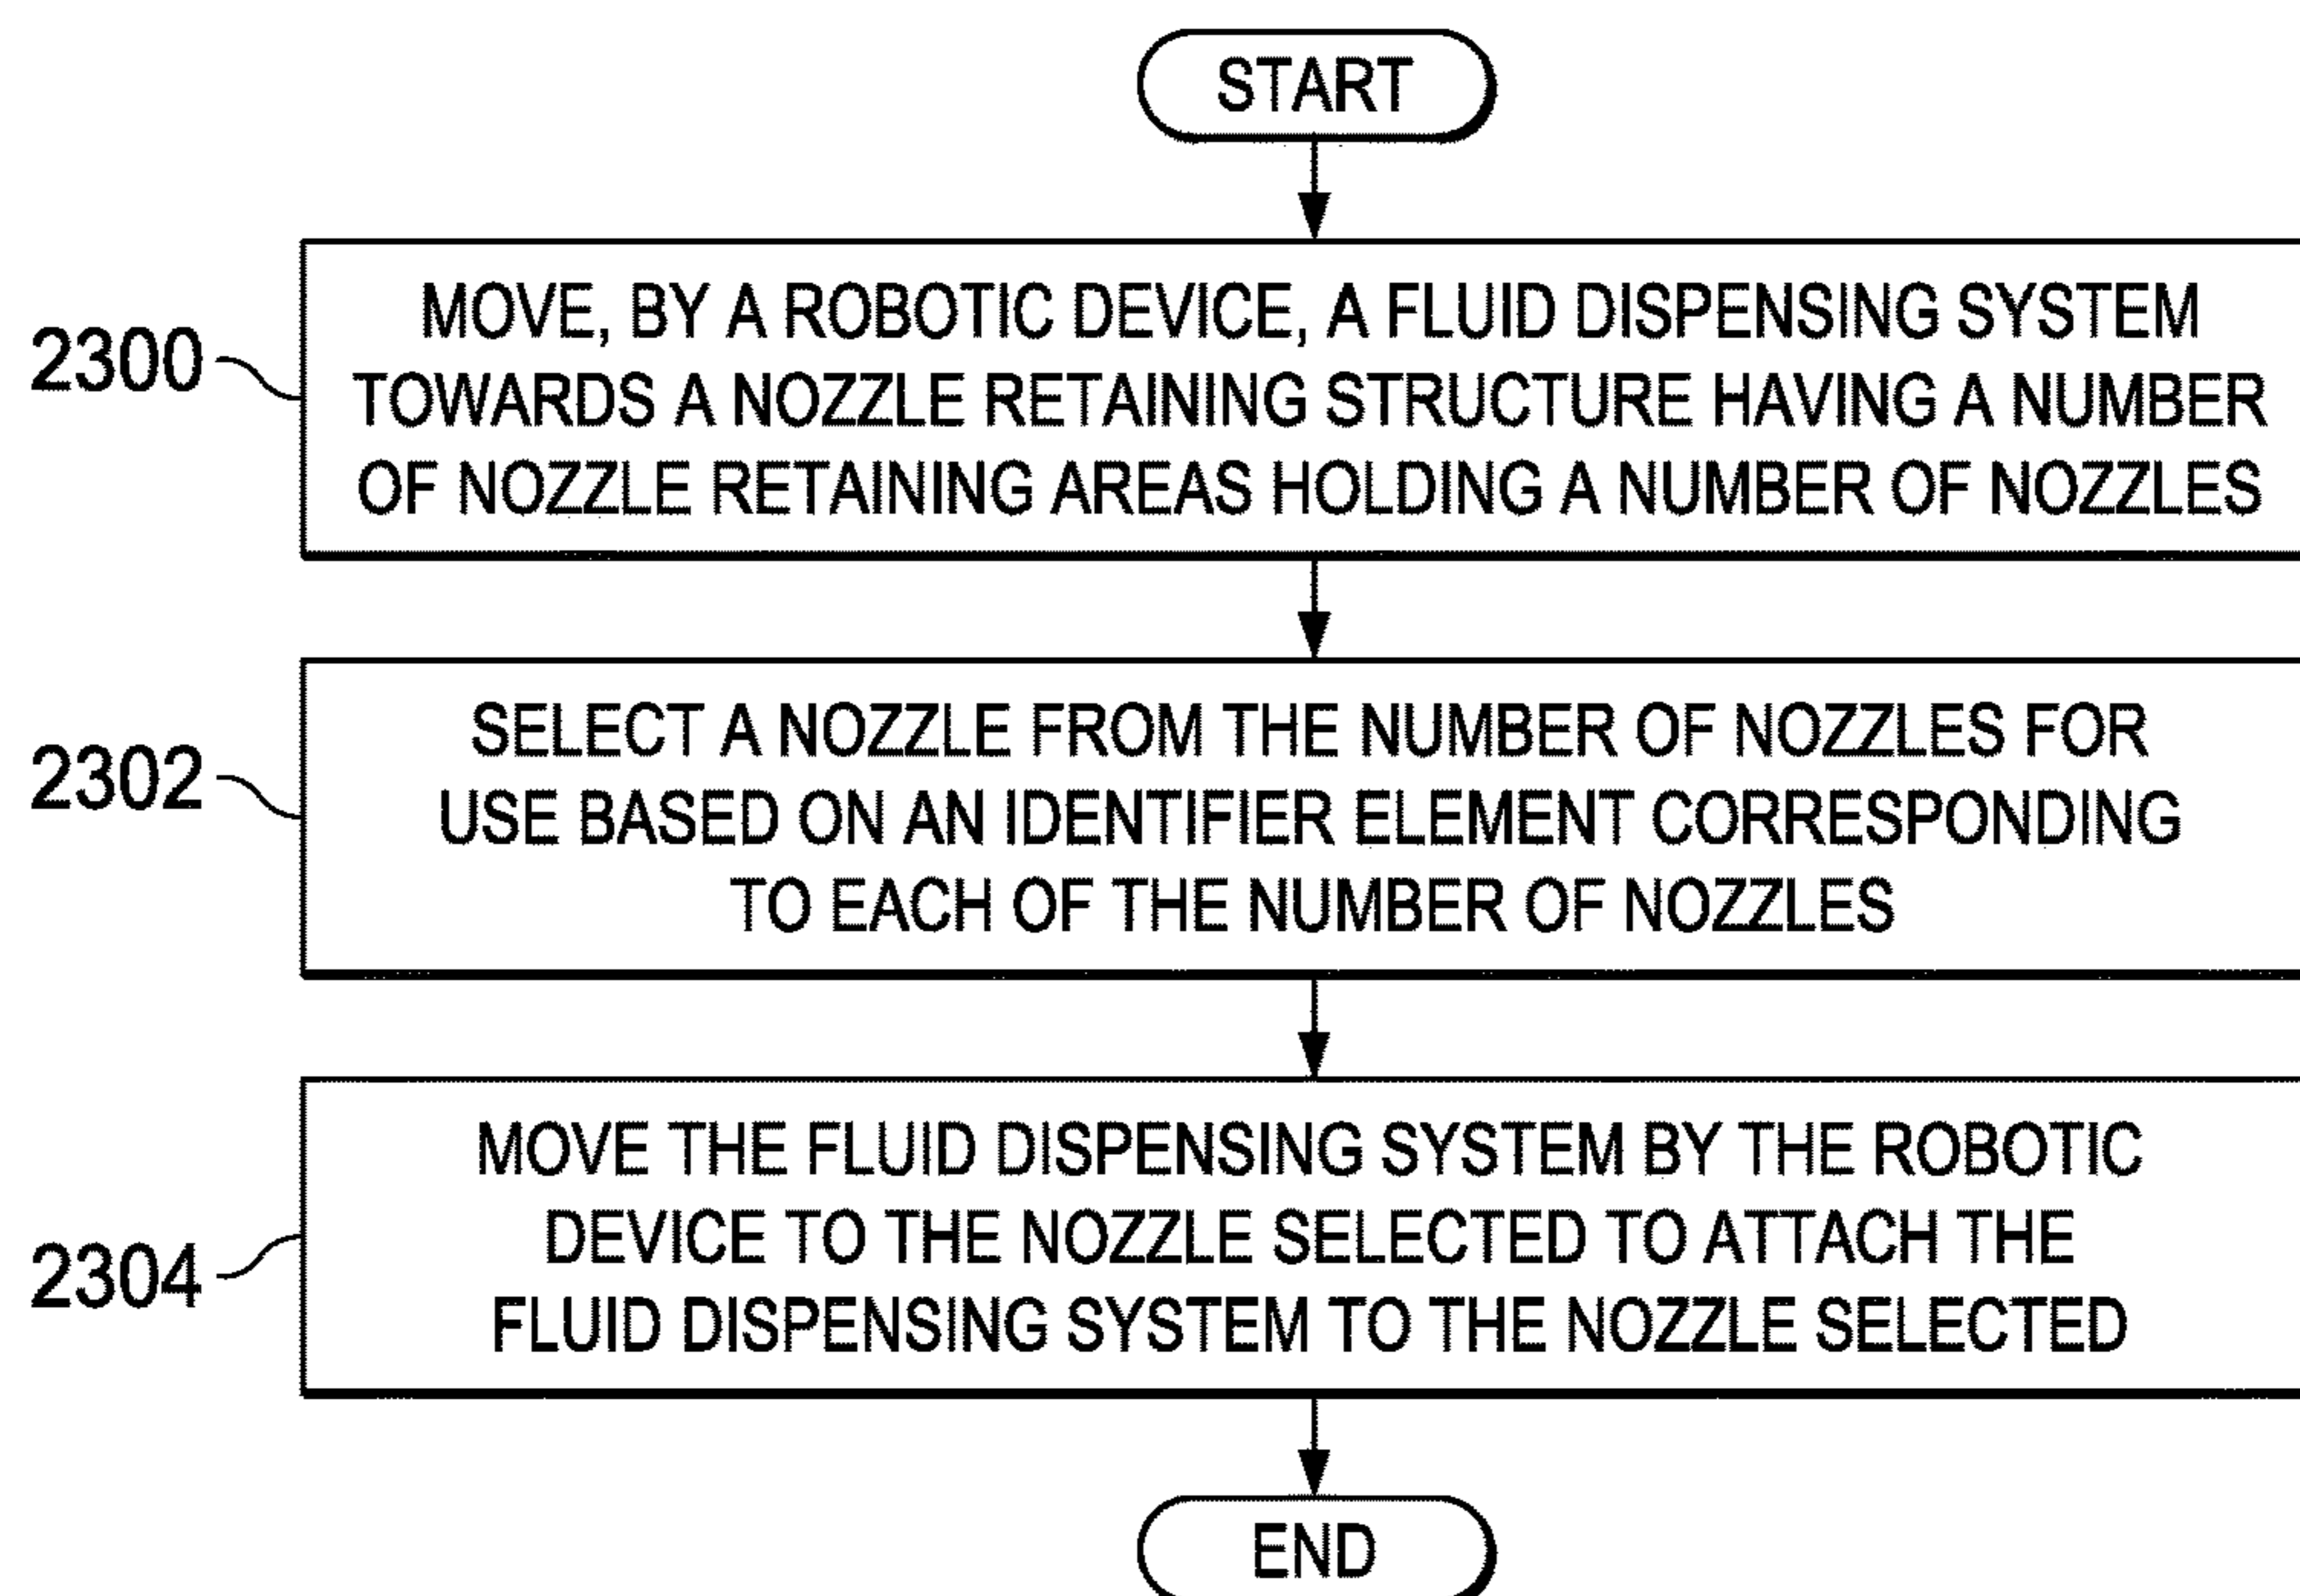 START
2300
MOVE, BY A ROBOTIC DEVICE, A FLUID DISPENSING SYSTEM
TOWARDS A NOZZLE RETAINING STRUCTURE HAVING A NUMBER
OF NOZZLE RETAINING AREAS HOLDING A NUMBER OF NOZZLES
2302
SELECT A NOZZLE FROM THE NUMBER OF NOZZLES FOR
USE BASED ON AN IDENTIFIER ELEMENT CORRESPONDING
TO EACH OF THE NUMBER OF NOZZLES
2304
MOVE THE FLUID DISPENSING SYSTEM BY THE ROBOTIC
DEVICE TO THE NOZZLE SELECTED TO ATTACH THE
FLUID DISPENSING SYSTEM TO THE NOZZLE SELECTED
END